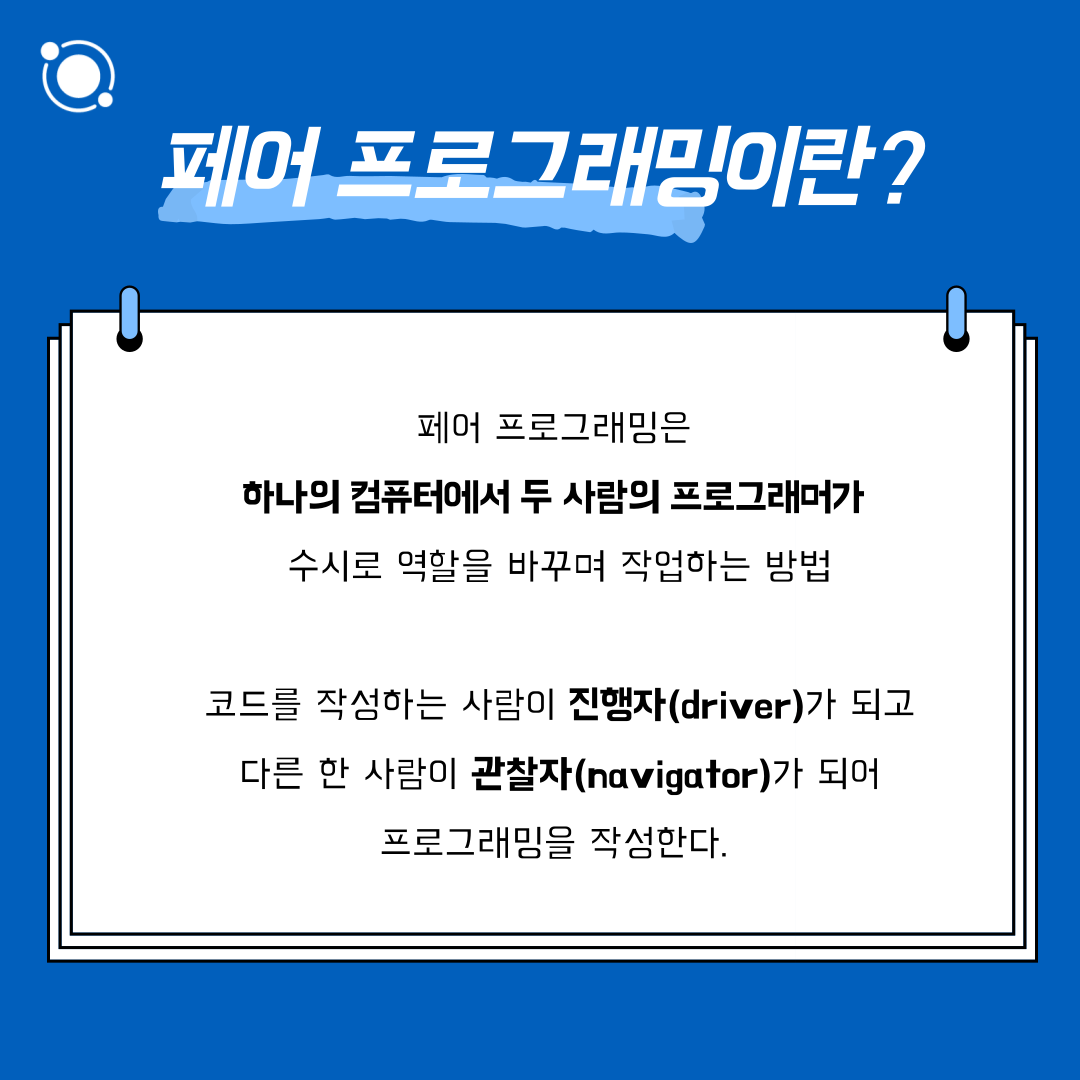 페어 프로그래밍이란?
페어 프로그래밍은
하나의 컴퓨터에서 두 사람의 프로그래머가
수시로 역할을 바꾸며 작업하는 방법
코드를 작성하는 사람이 진행자(driver)가 되고
다른 한 사람이 관찰자(navigator)가 되어
프로그래밍을 작성한다.